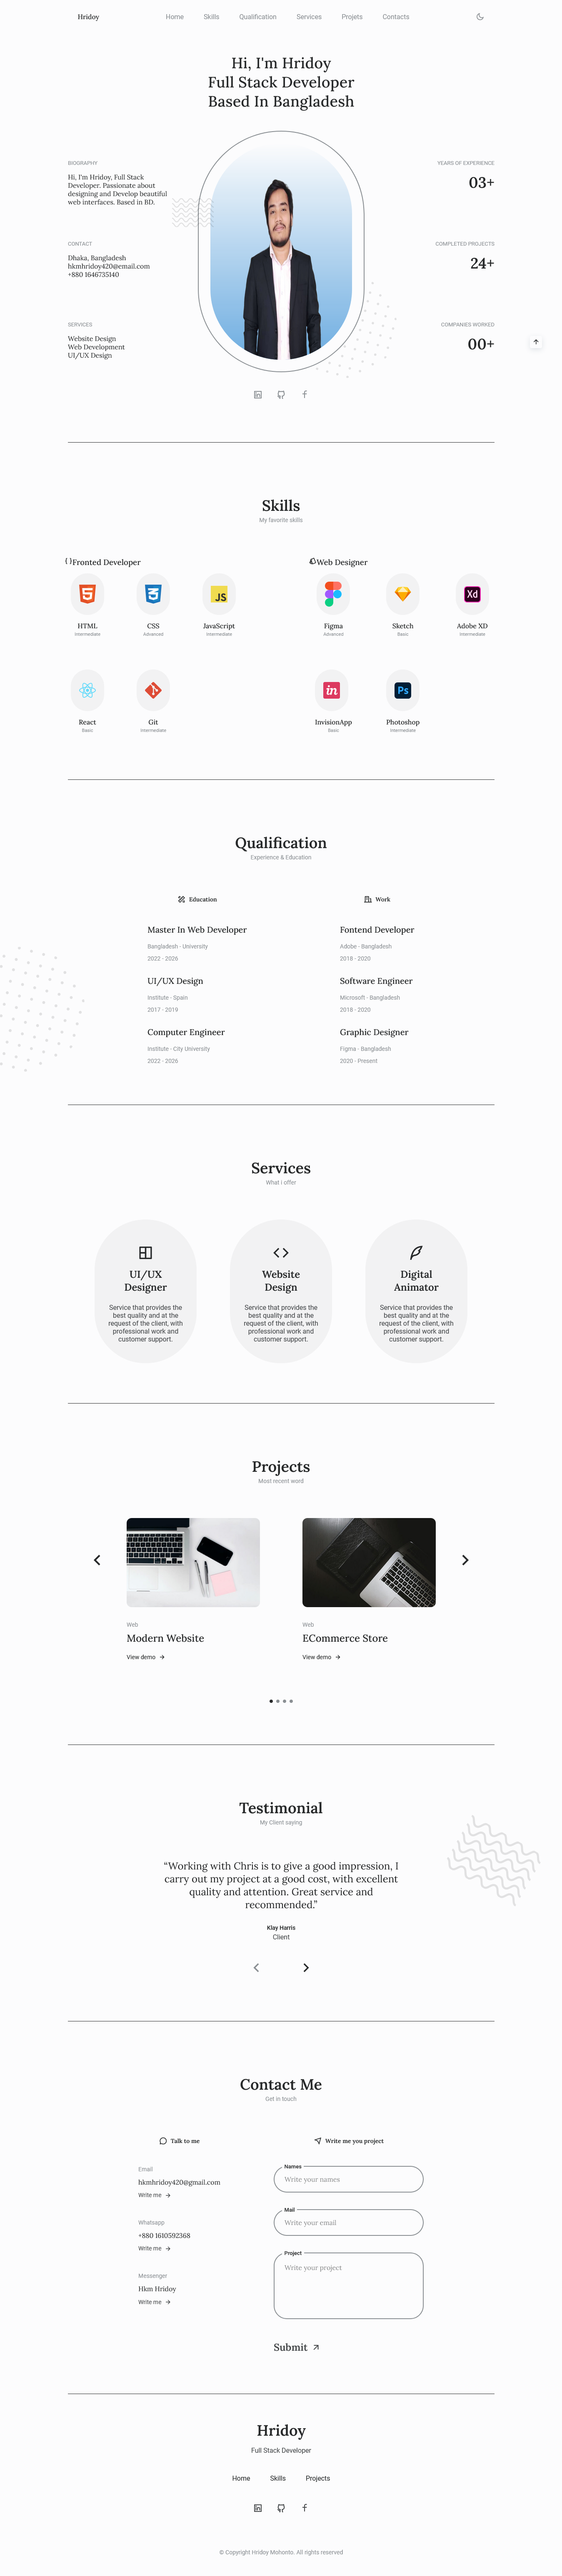 Hridoy
Home
Skills
Qualification
Services
Projets
Contacts
Hi, I'm Hridoy
Full Stack Developer
Based In Bangladesh
BIOGRAPHY
Hi, I'm Hridoy, Full Stack
Developer. Passionate about
designing and Develop beautiful
web interfaces. Based in BD.
CONTACT
Dhaka, Bangladesh
hkmhridoy420@email.com
+880 1646735140
SERVICES
Website Design
Web Development
UI/UX Design
YEARS OF EXPERIENCE
03+
COMPLETED PROJECTS
24+
COMPANIES WORKED
00+
Skills
My favorite skills
Fronted Developer
HTML
Intermediate
CSS
Advanced
JS
JavaScript
Intermediate
React
Basic
Git
Intermediate
Web Designer
Figma
Advanced
Sketch
Basic
Xd
Adobe XD
Intermediate
in
InvisionApp
Basic
Ps
Photoshop
Intermediate
Qualification
Experience & Education
Education
Master In Web Developer
Bangladesh - University
2022 - 2026
UI/UX Design
Institute - Spain
2017 - 2019
Computer Engineer
Institute - City University
2022 - 2026
Work
Fontend Developer
Adobe - Bangladesh
2018 - 2020
Software Engineer
Microsoft - Bangladesh
2018 - 2020
Graphic Designer
Figma - Bangladesh
2020 - Present
Services
What i offer
UI/UX
Designer
Service that provides the
best quality and at the
request of the client, with
professional work and
customer support.
Website
Design
Service that provides the
best quality and at the
request of the client, with
professional work and
customer support.
Digital
Animator
Service that provides the
best quality and at the
request of the client, with
professional work and
customer support.
Projects
Most recent word
Web
Modern Website
View demo
Web
ECommerce Store
View demo
Testimonial
My Client saying
“Working with Chris is to give a good impression, I
carry out my project at a good cost, with excellent
quality and attention. Great service and
recommended.”
Klay Harris
Client
Contact Me
Get in touch
Talk to me
Email
hkmhridoy420@gmail.com
Write me
Whatsapp
+880 1610592368
Write me
Messenger
Hkm Hridoy
Write me
Write me you project
Names
Write your names
Mail
Write your email
Project
Write your project
Submit
Hridoy
Full Stack Developer
Home
Skills
Projects
© Copyright Hridoy Mohonto. All rights reserved